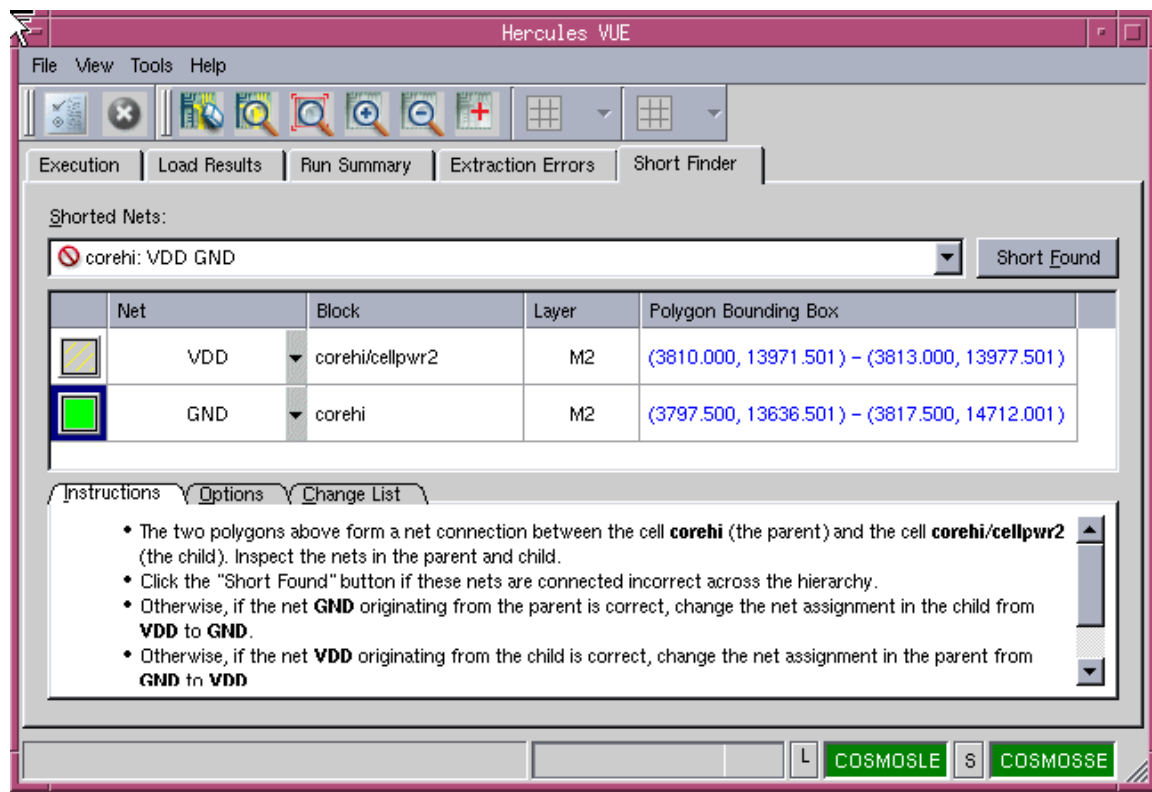 Hercules VUE
File View Tools Help
Execution Load Results Run Summary Extraction Errors Short Finder
Shorted Nets:
corehi: VDD GND Short Found
Net Block Layer Polygon Bounding Box
VDD corehi/cellpwr2 M2 (3810.000, 13971.501) - (3813.000, 13977.501)
GND corehi M2 (3797.500, 13636.501) - (3817.500, 14712.001)
Instructions Options Change List
• The two polygons above form a net connection between the cell corehi (the parent) and the cell corehi/cellpwr2
(the child). Inspect the nets in the parent and child.
• Click the "Short Found" button if these nets are connected incorrect across the hierarchy.
• Otherwise, if the net GND originating from the parent is correct, change the net assignment in the child from
VDD to GND.
• Otherwise, if the net VDD originating from the child is correct, change the net assignment in the parent from
GND to VDD
L COSMOSLE S COSMOSSE